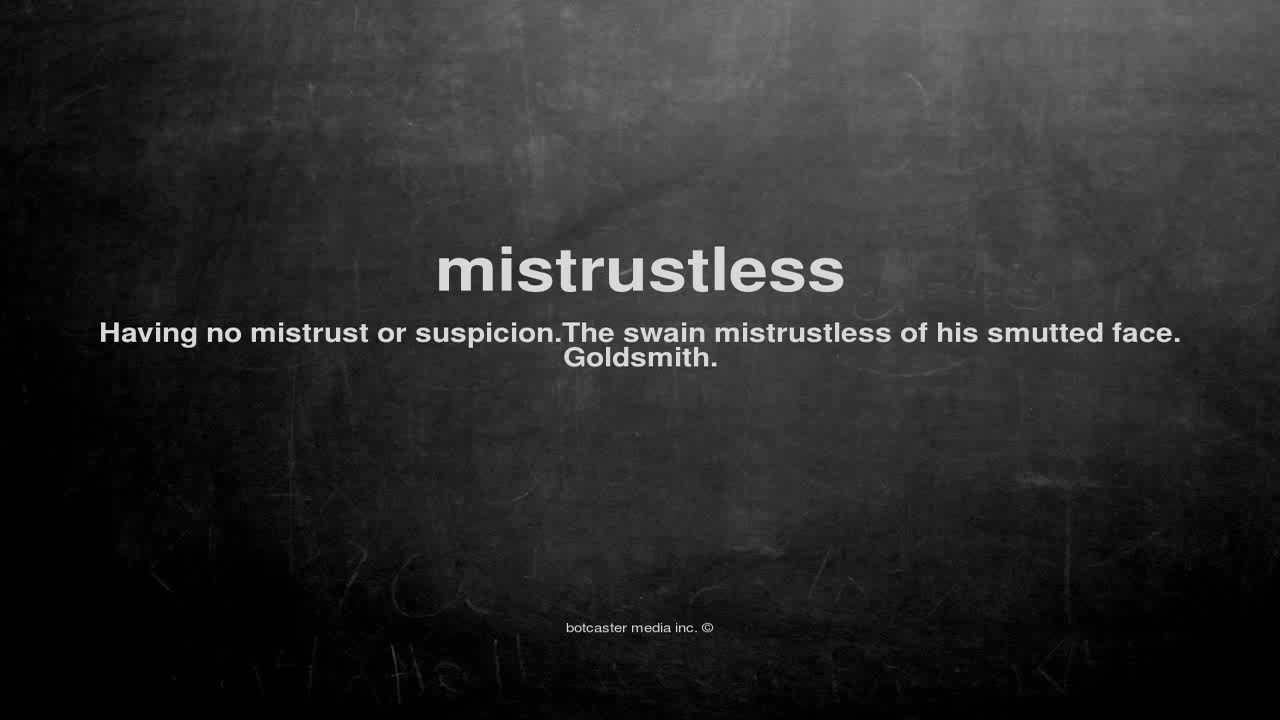 mistrustless
Having no mistrust or suspicion.The swain mistrustless of his smutted face.
Goldsmith.
botcaster media inc. ©